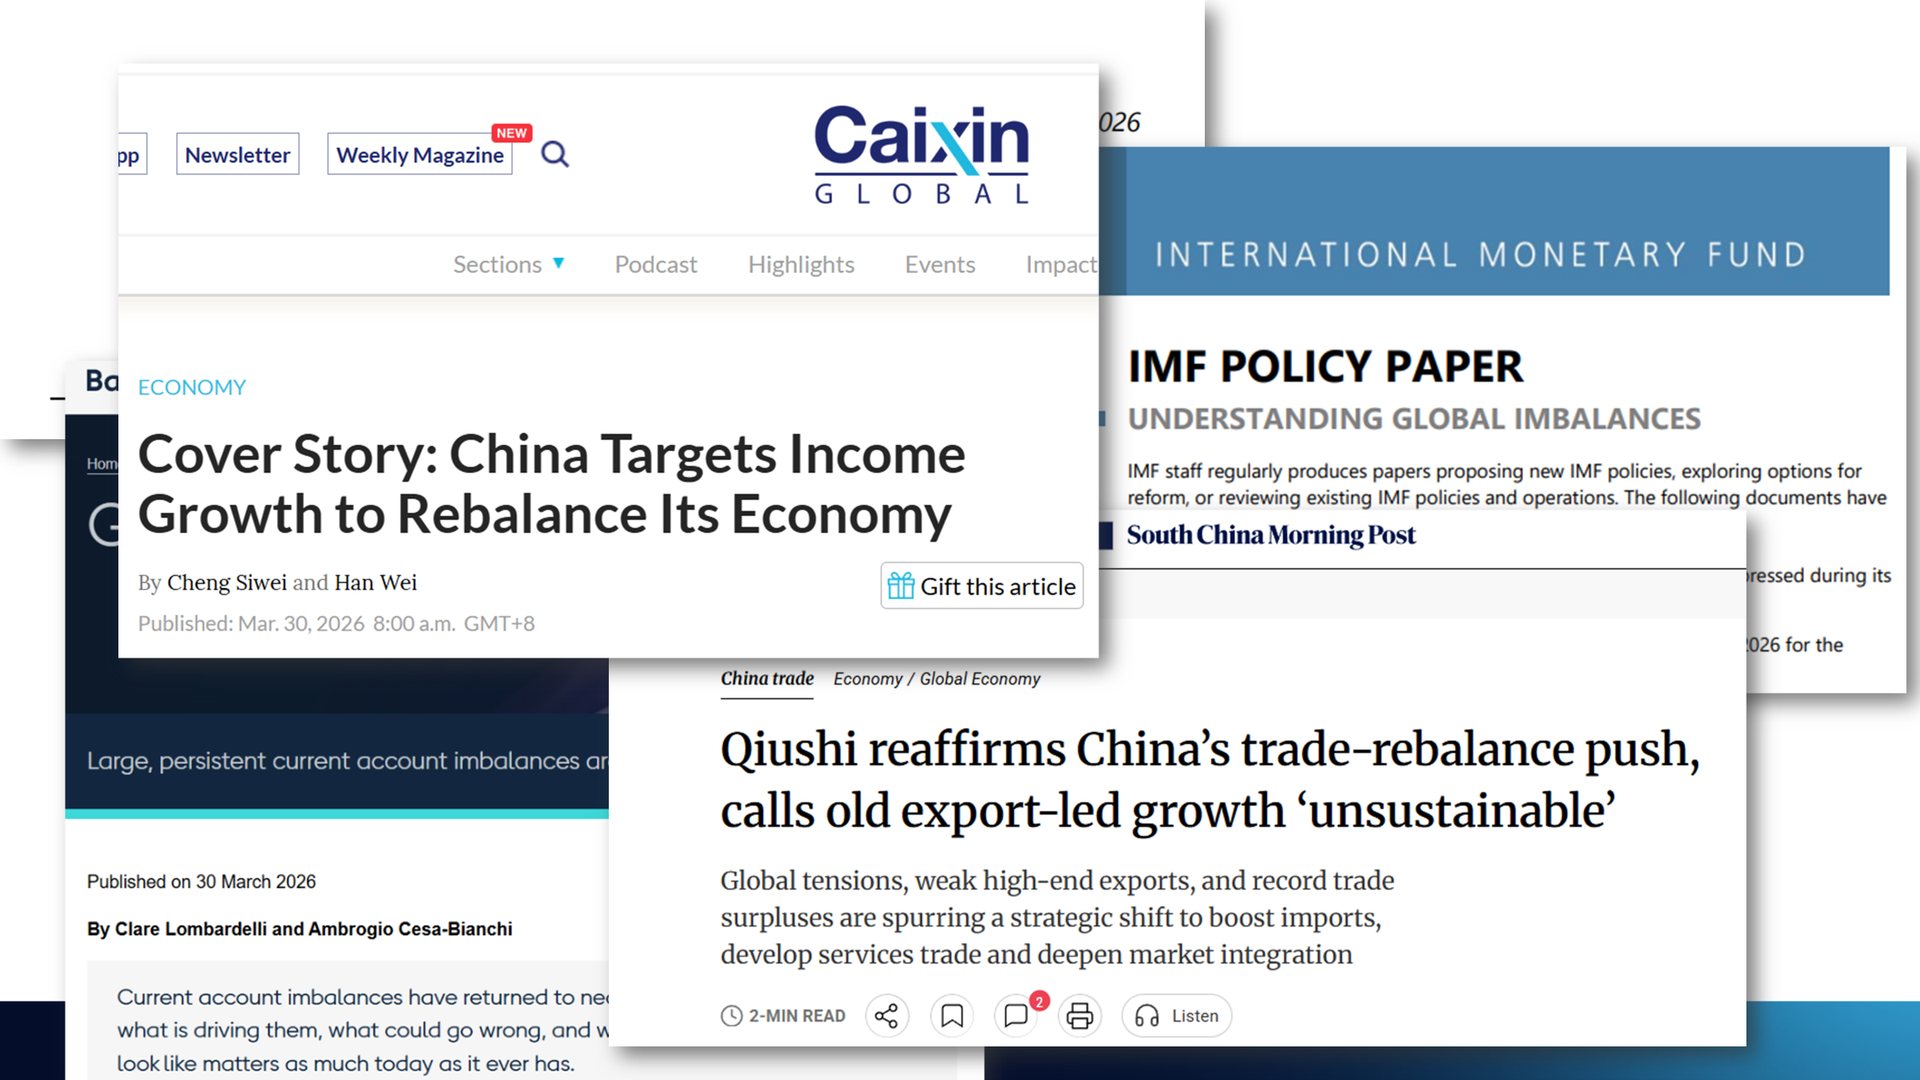 026
pp
Newsletter
Weekly Magazine
NEW
Caixin
GLOBAL
Sections
Podcast
Highlights
Events
Impact
ECONOMY
Cover Story: China Targets Income
Growth to Rebalance Its Economy
By Cheng Siwei and Han Wei
Gift this article
Published: Mar. 30, 2026 8:00 a.m. GMT+8
INTERNATIONAL MONETARY FUND
IMF POLICY PAPER
UNDERSTANDING GLOBAL IMBALANCES
IMF staff regularly produces papers proposing new IMF policies, exploring options for
reform, or reviewing existing IMF policies and operations. The following documents have
ressed during its
026 for the
South China Morning Post
China trade
Economy / Global Economy
Qiushi reaffirms China’s trade-rebalance push,
calls old export-led growth ‘unsustainable’
Global tensions, weak high-end exports, and record trade
surpluses are spurring a strategic shift to boost imports,
develop services trade and deepen market integration
2-MIN READ
2
Listen
Ba
Hom
G
Large, persistent current account imbalances ar
Published on 30 March 2026
By Clare Lombardelli and Ambrogio Cesa-Bianchi
Current account imbalances have returned to ne
what is driving them, what could go wrong, and w
look like matters as much today as it ever has.